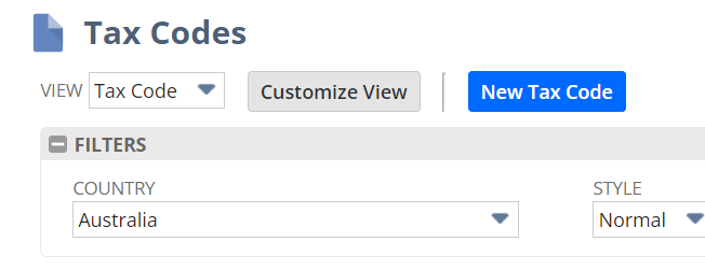 Tax Codes
VIEW Tax Code Customize View New Tax Code
FILTERS
COUNTRY STYLE
Australia Normal